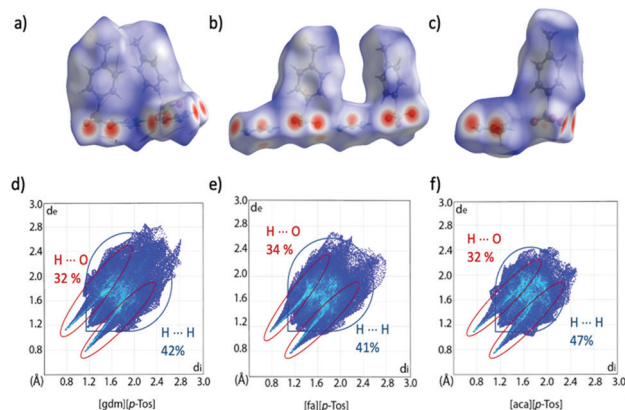 a)
b)
c)
d)
e)
f)
3.0
de
2.8
2.4
H ··· O
32 %
2.0
1.6
1.2
H ··· H
42%
0.8
di
(Å)
0.8 1.2 1.6 2.0 2.4 2.8 3.0
[gdm][p-Tos]
3.0
de
2.8
2.4
H ··· O
34 %
2.0
1.6
1.2
H ··· H
41%
0.8
di
(Å)
0.8 1.2 1.6 2.0 2.4 2.8 3.0
[fa][p-Tos]
3.0
de
2.8
2.4
H ··· O
32 %
2.0
1.6
1.2
H ··· H
47%
0.8
di
(Å)
0.8 1.2 1.6 2.0 2.4 2.8 3.0
[aca][p-Tos]